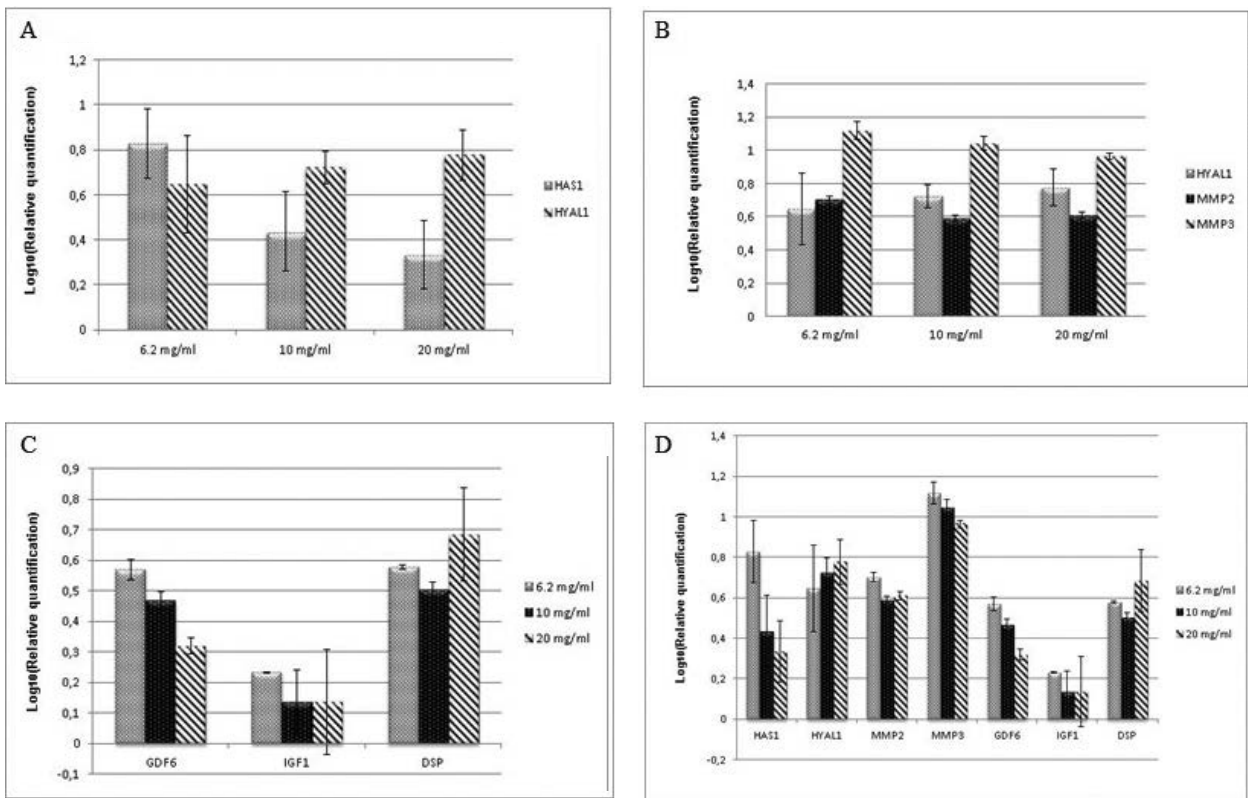 A
Log10(Relative quantification)
1,2
1
0,8
0,6
0,4
0,2
0
6.2 mg/ml 10 mg/ml 20 mg/ml
HAS1
HYAL1
B
Log10(Relative quantification)
1,4
1,2
1
0,8
0,6
0,4
0,2
0
6.2 mg/ml 10 mg/ml 20 mg/ml
HYAL1
MMP2
MMP3
C
Log10(Relative quantification)
0,9
0,8
0,7
0,6
0,5
0,4
0,3
0,2
0,1
0
-0,1
GDF6 IGF1 DSP
6.2 mg/ml
10 mg/ml
20 mg/ml
D
Log10(Relative quantification)
1,4
1,2
1
0,8
0,6
0,4
0,2
0
-0,2
HAS1 HYAL1 MMP2 MMP3 GDF6 IGF1 DSP
6.2 mg/ml
10 mg/ml
20 mg/ml